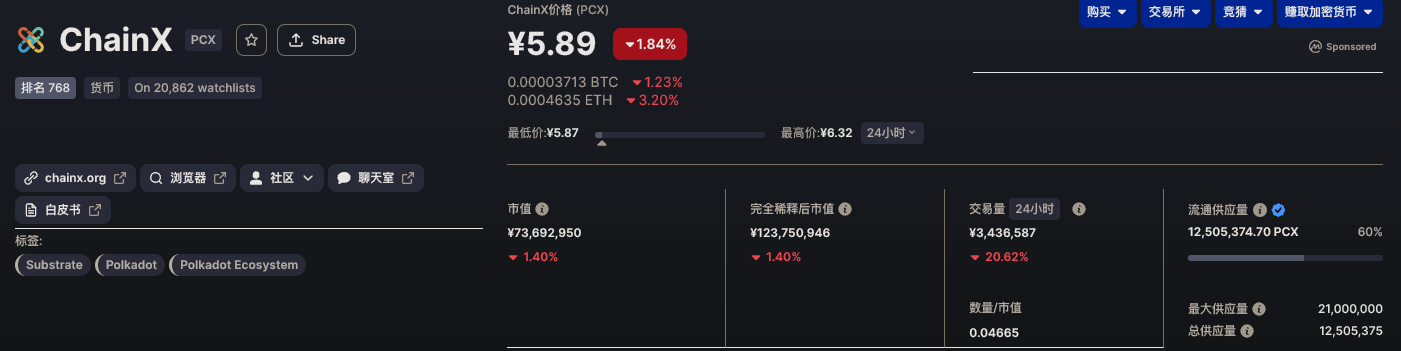 ChainX PCX Share
排名 768 货币 On 20,862 watchlists
chainx.org 浏览器 社区 聊天室
白皮书
标签:
Substrate Polkadot Polkadot Ecosystem
ChainX价格 (PCX)
¥5.89 1.84%
0.00003713 BTC 1.23%
0.0004635 ETH 3.20%
最低价:¥5.87 最高价:¥6.32 24小时
购买 交易所 竞猜 赚取加密货币
Sponsored
市值
¥73,692,950
1.40%
完全稀释后市值
¥123,750,946
1.40%
交易量 24小时
¥3,436,587
20.62%
数量/市值
0.04665
流通供应量
12,505,374.70 PCX 60%
最大供应量 21,000,000
总供应量 12,505,375